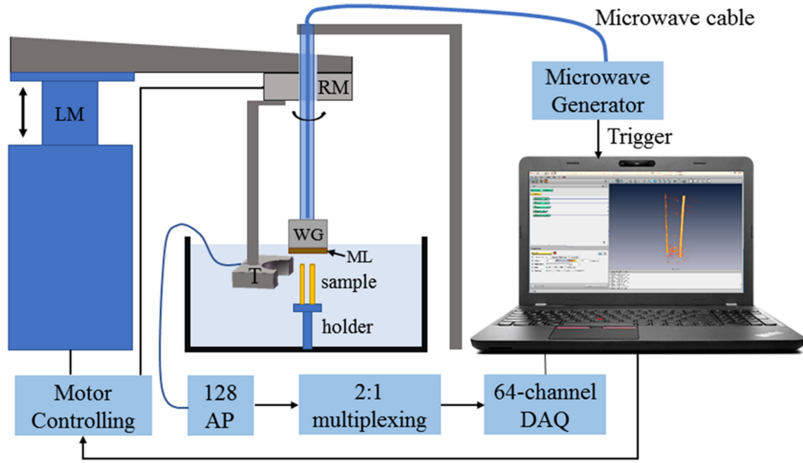 Microwave cable
Microwave
Generator
Trigger
RM
LM
WG
ML
T
sample
holder
Motor
Controlling
128
AP
2:1
multiplexing
64-channel
DAQ